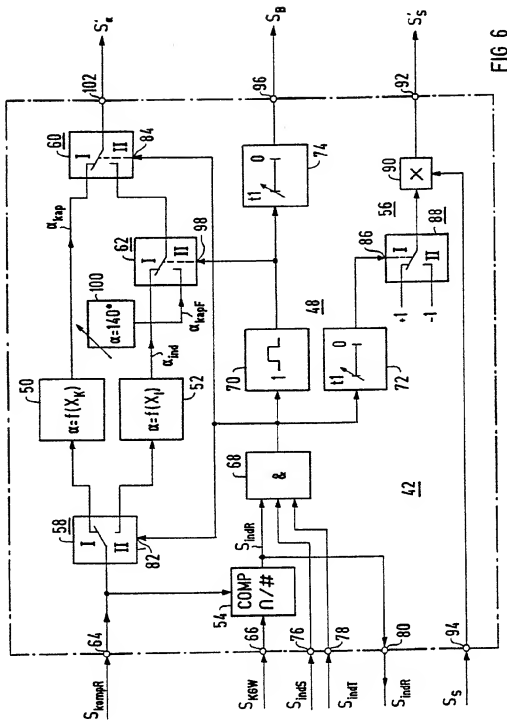 S'α
S_B
S'_S
FIG 6
102
96
92
60
I
II
84
α_kap
62
I
II
98
100
α=140°
α_kapF
α_ind
50
α=f(X_K)
52
α=f(X_I)
58
I
II
82
74
t1
0
70
1
48
72
t1
0
90
X
56
86
I
II
88
+1
-1
68
&
42
S_indR
COMP
∩/#
54
64
66
76
78
80
94
S_kompR
S_KGW
S_indS
S_indT
S_indR
S_S